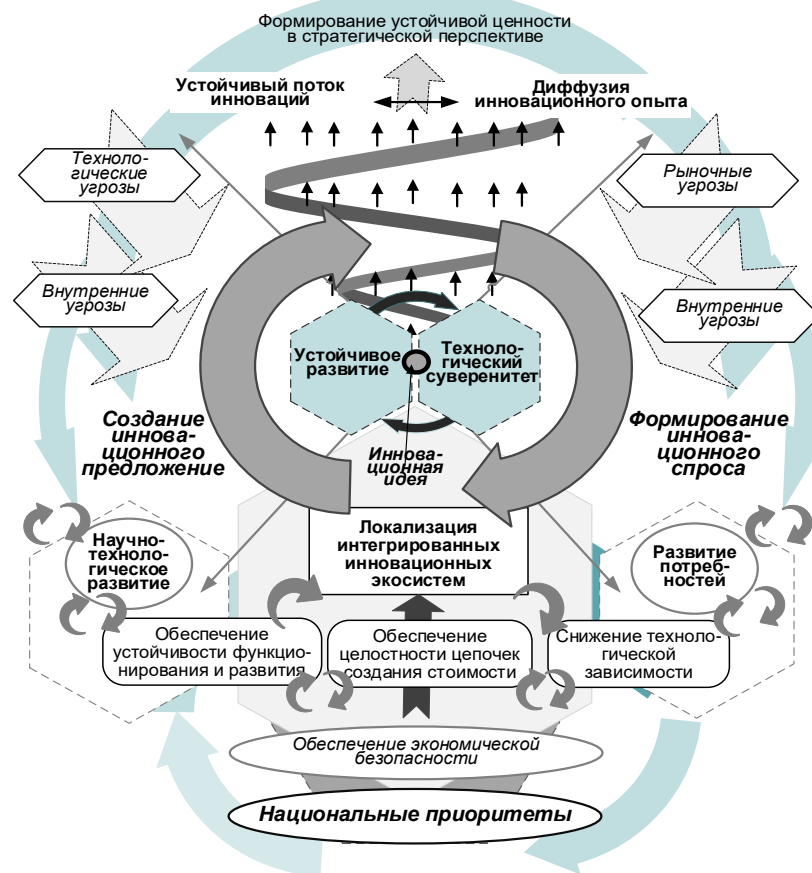 Формирование устойчивой ценности
в стратегической перспективе
Устойчивый поток
инноваций
Диффузия
инновационного опыта
Техноло-
гические
угрозы
Рыночные
угрозы
Внутренние
угрозы
Внутренние
угрозы
Устойчивое
развитие
Техноло-
гический
суверенитет
Создание
иннова-
ционного
предложение
Формирование
иннова-
ционного
спроса
Иннова-
ционная
идея
Локализация
интегрированных
инновационных
экосистем
Научно-
техноло-
гическое
развитие
Развитие
потреб-
ностей
Обеспечение
устойчивости функцио-
нирования и развития
Обеспечение
целостности цепочек
создания стоимости
Снижение техноло-
гической
зависимости
Обеспечение экономической
безопасности
Национальные приоритеты